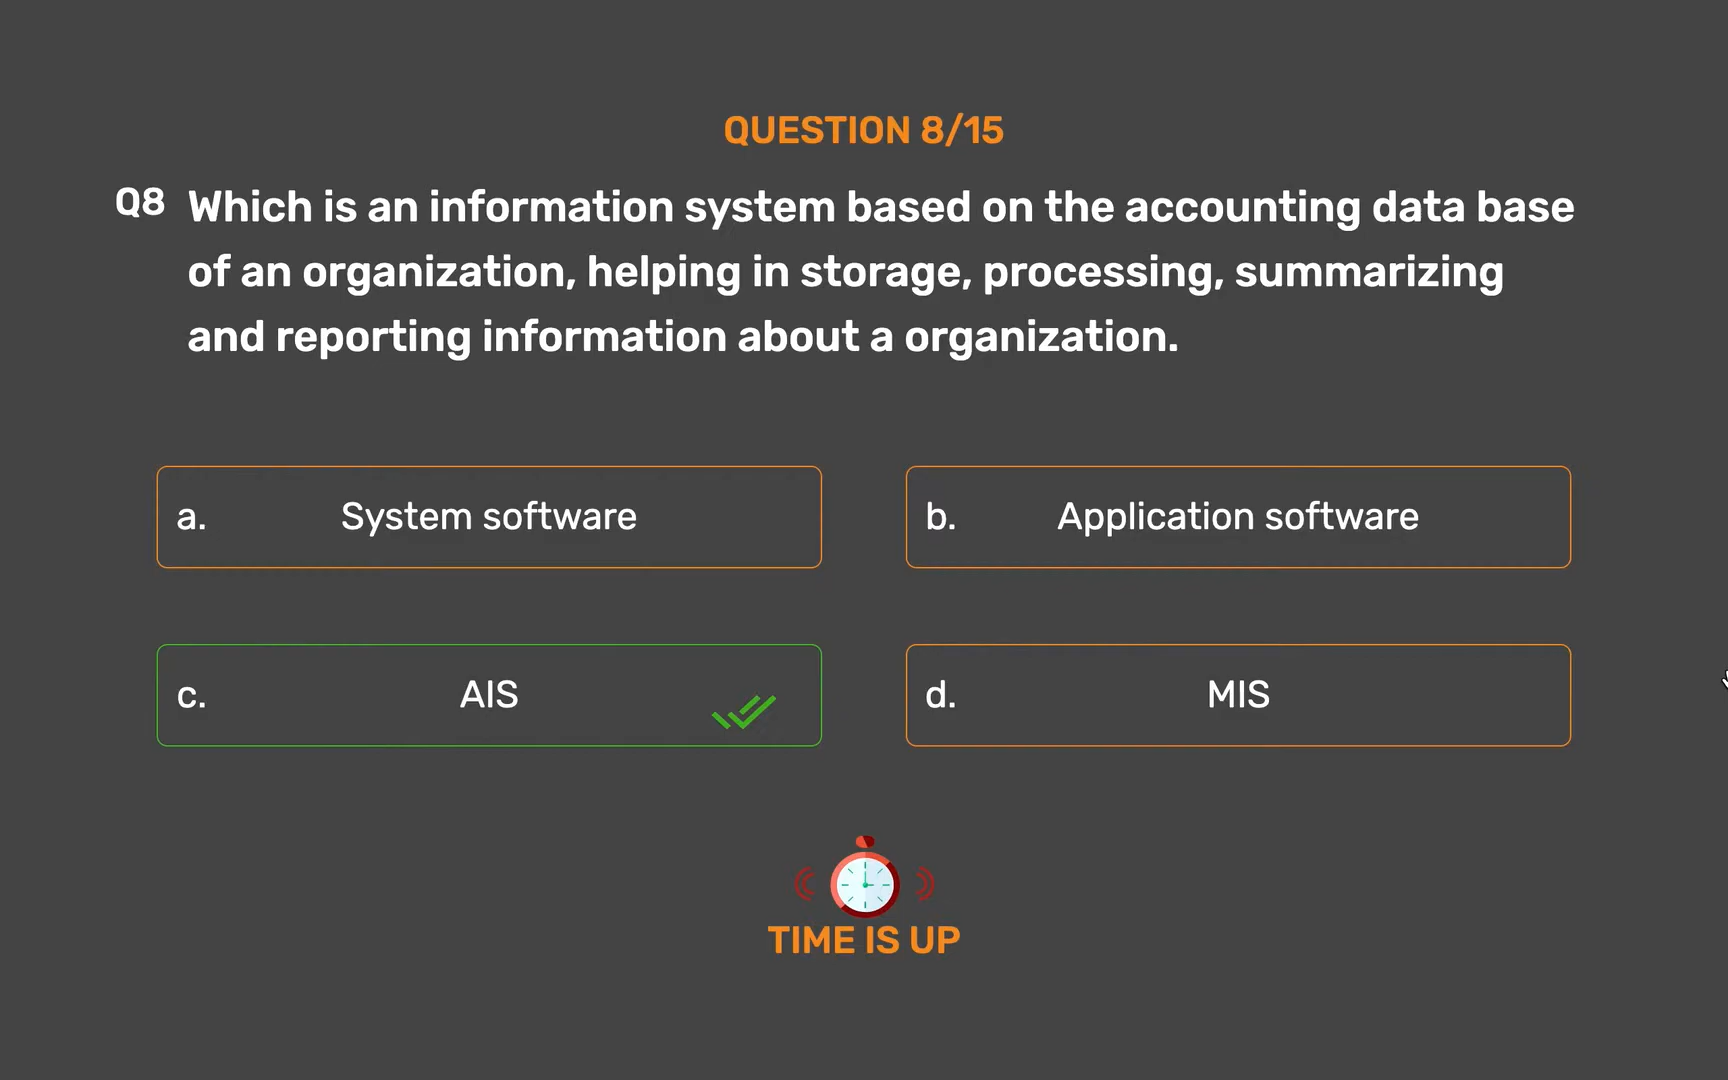 QUESTION 8/15
Q8 Which is an information system based on the accounting data base
of an organization, helping in storage, processing, summarizing
and reporting information about a organization.
a. System software
b. Application software
c. AIS
d. MIS
TIME IS UP